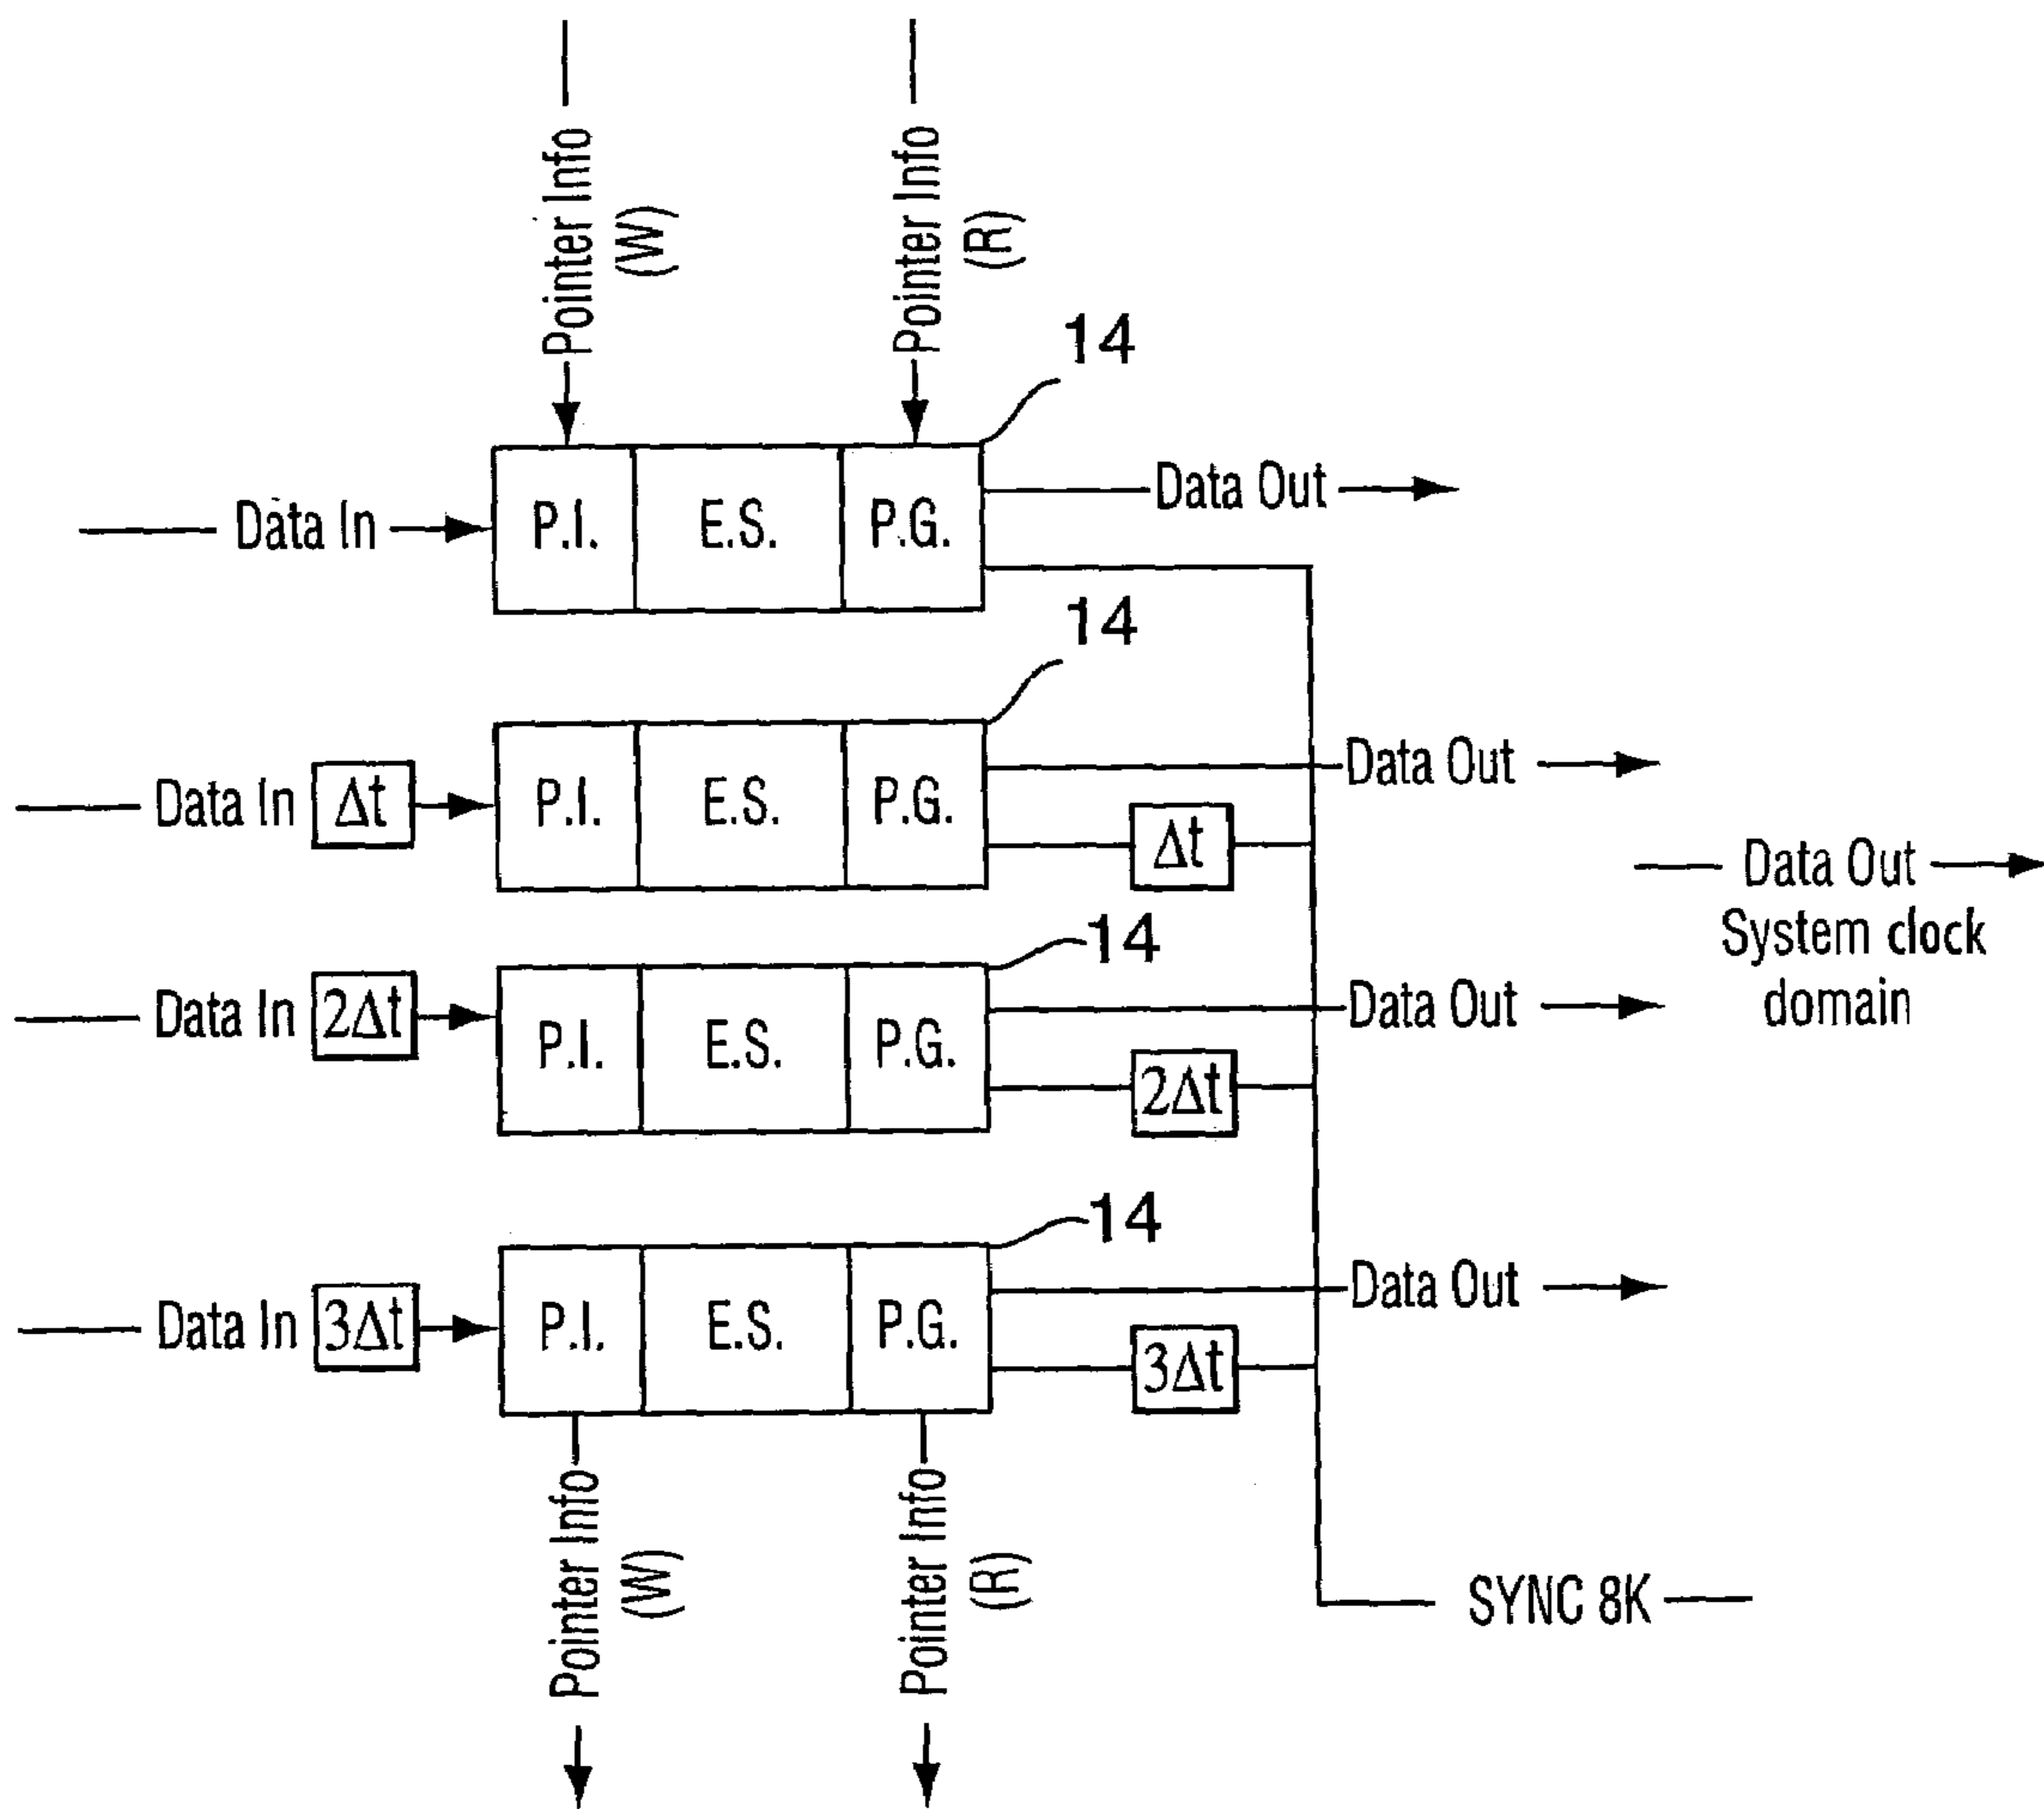 Pointer Info
(W)
Pointer Info
(R)
14
Data In
P.I.
E.S.
P.G.
Data Out
14
Data In
Δt
P.I.
E.S.
P.G.
Data Out
Δt
Data Out
System clock
domain
14
Data In
2Δt
P.I.
E.S.
P.G.
Data Out
2Δt
14
Data In
3Δt
P.I.
E.S.
P.G.
Data Out
3Δt
Pointer Info
(W)
Pointer Info
(R)
SYNC 8K